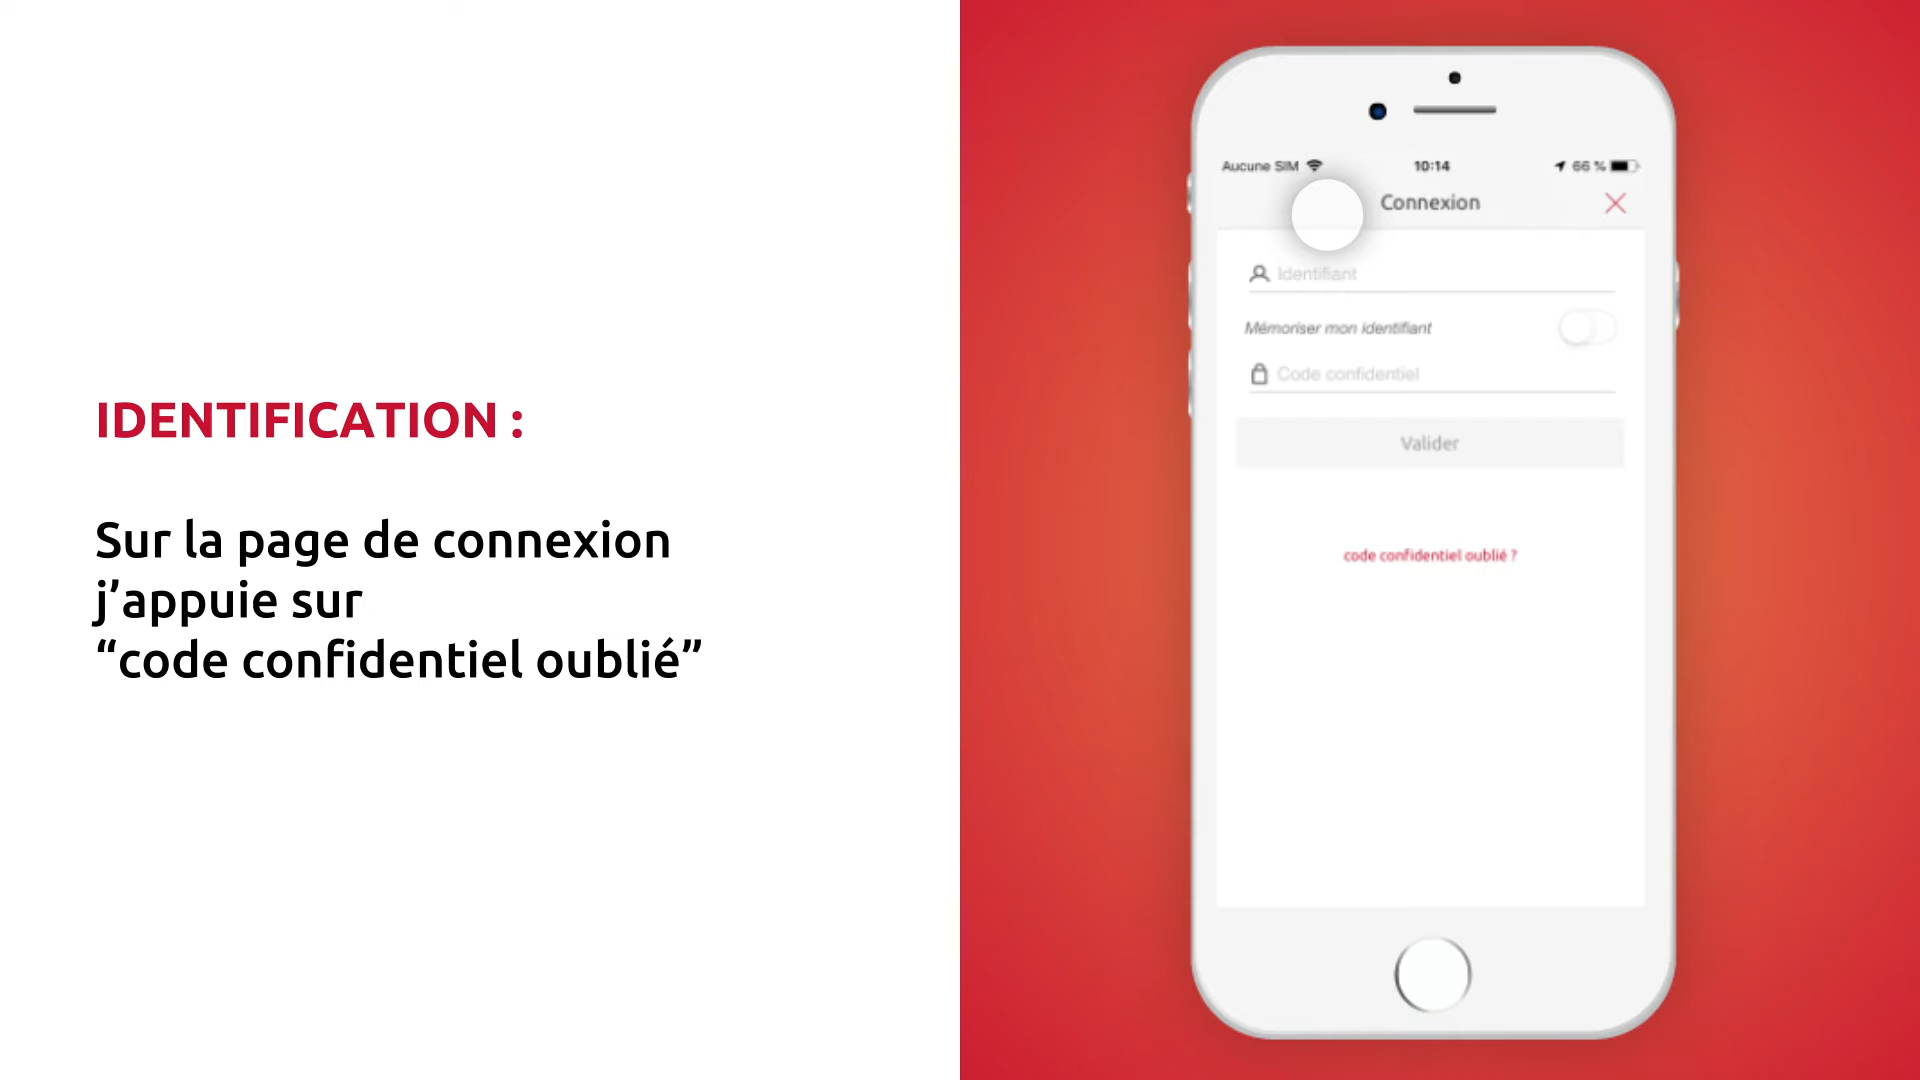 IDENTIFICATION :
Sur la page de connexion
j’appuie sur
“code confidentiel oublié”
Aucune SIM 10:14 66 %
Connexion
Identifiant
Mémoriser mon identifiant
Code confidentiel
Valider
code confidentiel oublié ?